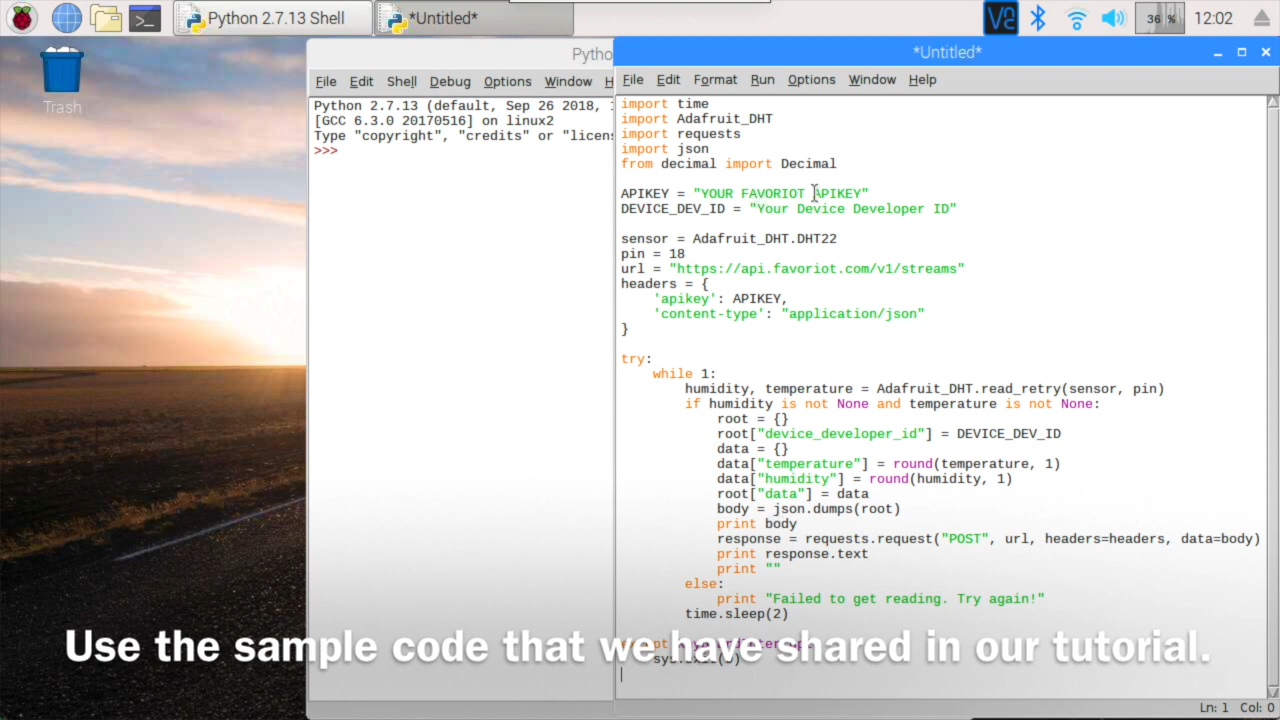 Python 2.7.13 Shell
*Untitled*
36 %
12:02
Trash
Pytho
File Edit Shell Debug Options Window H
Python 2.7.13 (default, Sep 26 2018,
[GCC 6.3.0 20170516] on linux2
Type "copyright", "credits" or "licens
>>>
*Untitled*
File Edit Format Run Options Window Help
import time
import Adafruit_DHT
import requests
import json
from decimal import Decimal
APIKEY = "YOUR FAVORIOT APIKEY"
DEVICE_DEV_ID = "Your Device Developer ID"
sensor = Adafruit_DHT.DHT22
pin = 18
url = "https://api.favoriot.com/v1/streams"
headers = {
'apikey': APIKEY,
'content-type': "application/json"
}
try:
while 1:
humidity, temperature = Adafruit_DHT.read_retry(sensor, pin)
if humidity is not None and temperature is not None:
root = {}
root["device_developer_id"] = DEVICE_DEV_ID
data = {}
data["temperature"] = round(temperature, 1)
data["humidity"] = round(humidity, 1)
root["data"] = data
body = json.dumps(root)
print body
response = requests.request("POST", url, headers=headers, data=body)
print response.text
print ""
else:
print "Failed to get reading. Try again!"
time.sleep(2)
Use the sample code that we have shared in our tutorial.
Ln: 1 Col: 0